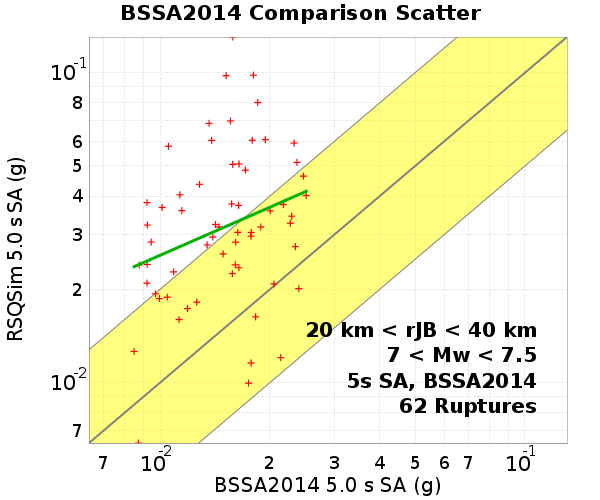 BSSA2014 Comparison Scatter
RSQSim 5.0 s SA (g)
10⁻¹
8
6
5
4
3
2
10⁻²
7
20 km < rJB < 40 km
7 < Mw < 7.5
5s SA, BSSA2014
62 Ruptures
7 10⁻² 2 3 4 5 6 7 10⁻¹
BSSA2014 5.0 s SA (g)